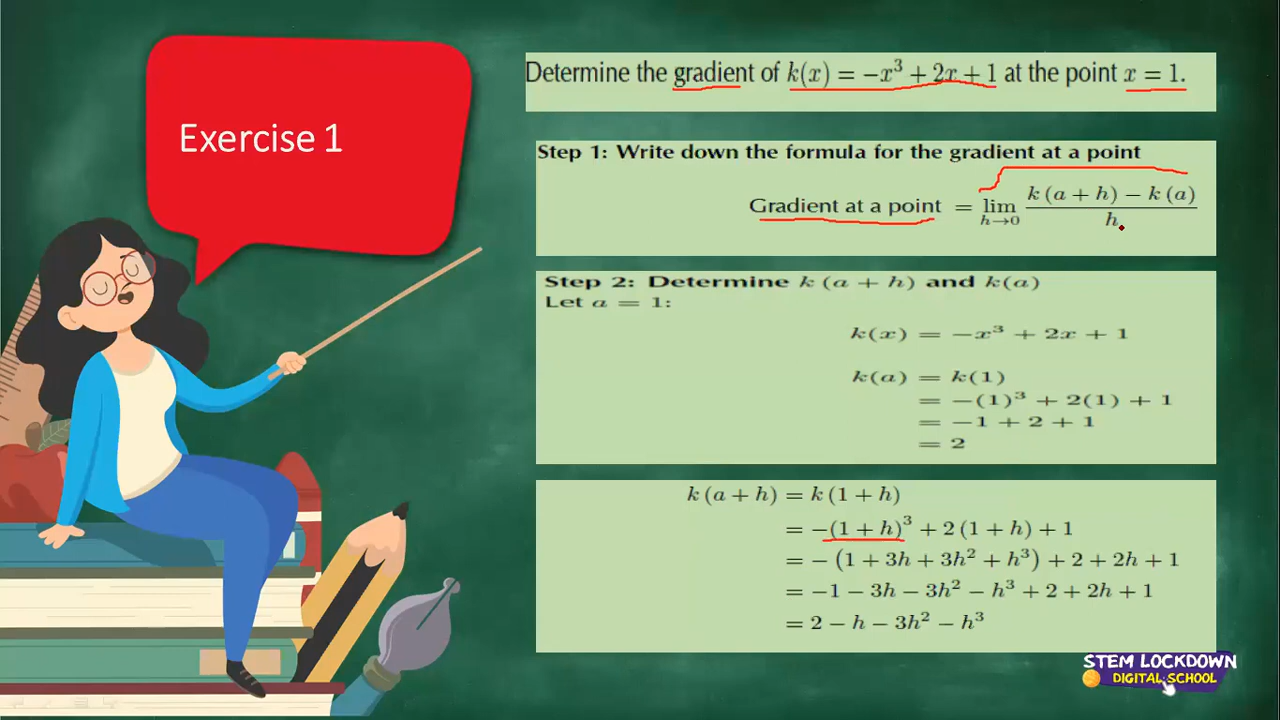 Exercise 1
Determine the gradient of k(x) = −x³ + 2x + 1 at the point x = 1.
Step 1: Write down the formula for the gradient at a point
Gradient at a point = lim h→0 k (a + h) − k (a) / h
Step 2: Determine k (a + h) and k(a)
Let a = 1:
k(x) = −x³ + 2x + 1
k(a) = k(1)
= −(1)³ + 2(1) + 1
= −1 + 2 + 1
= 2
k (a + h) = k (1 + h)
= −(1 + h)³ + 2 (1 + h) + 1
= − (1 + 3h + 3h² + h³) + 2 + 2h + 1
= −1 − 3h − 3h² − h³ + 2 + 2h + 1
= 2 − h − 3h² − h³
STEM LOCKDOWN
DIGITAL SCHOOL